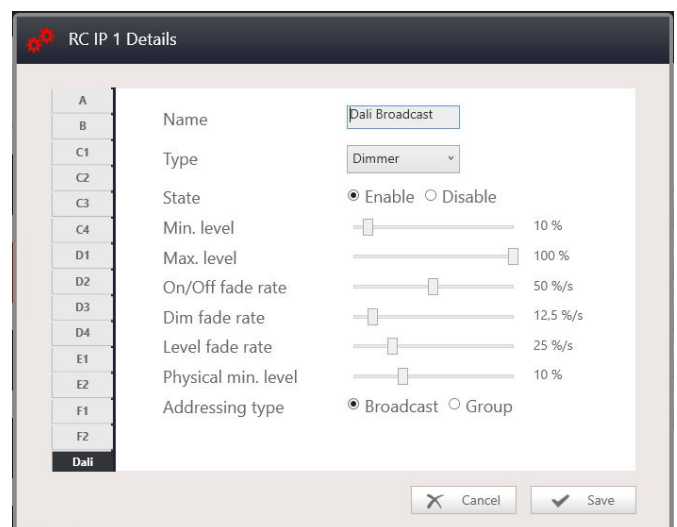 RC IP 1 Details
A
B
C1
C2
C3
C4
D1
D2
D3
D4
E1
E2
F1
F2
Dali
Name Dali Broadcast
Type Dimmer
State Enable Disable
Min. level 10 %
Max. level 100 %
On/Off fade rate 50 %/s
Dim fade rate 12,5 %/s
Level fade rate 25 %/s
Physical min. level 10 %
Addressing type Broadcast Group
Cancel Save